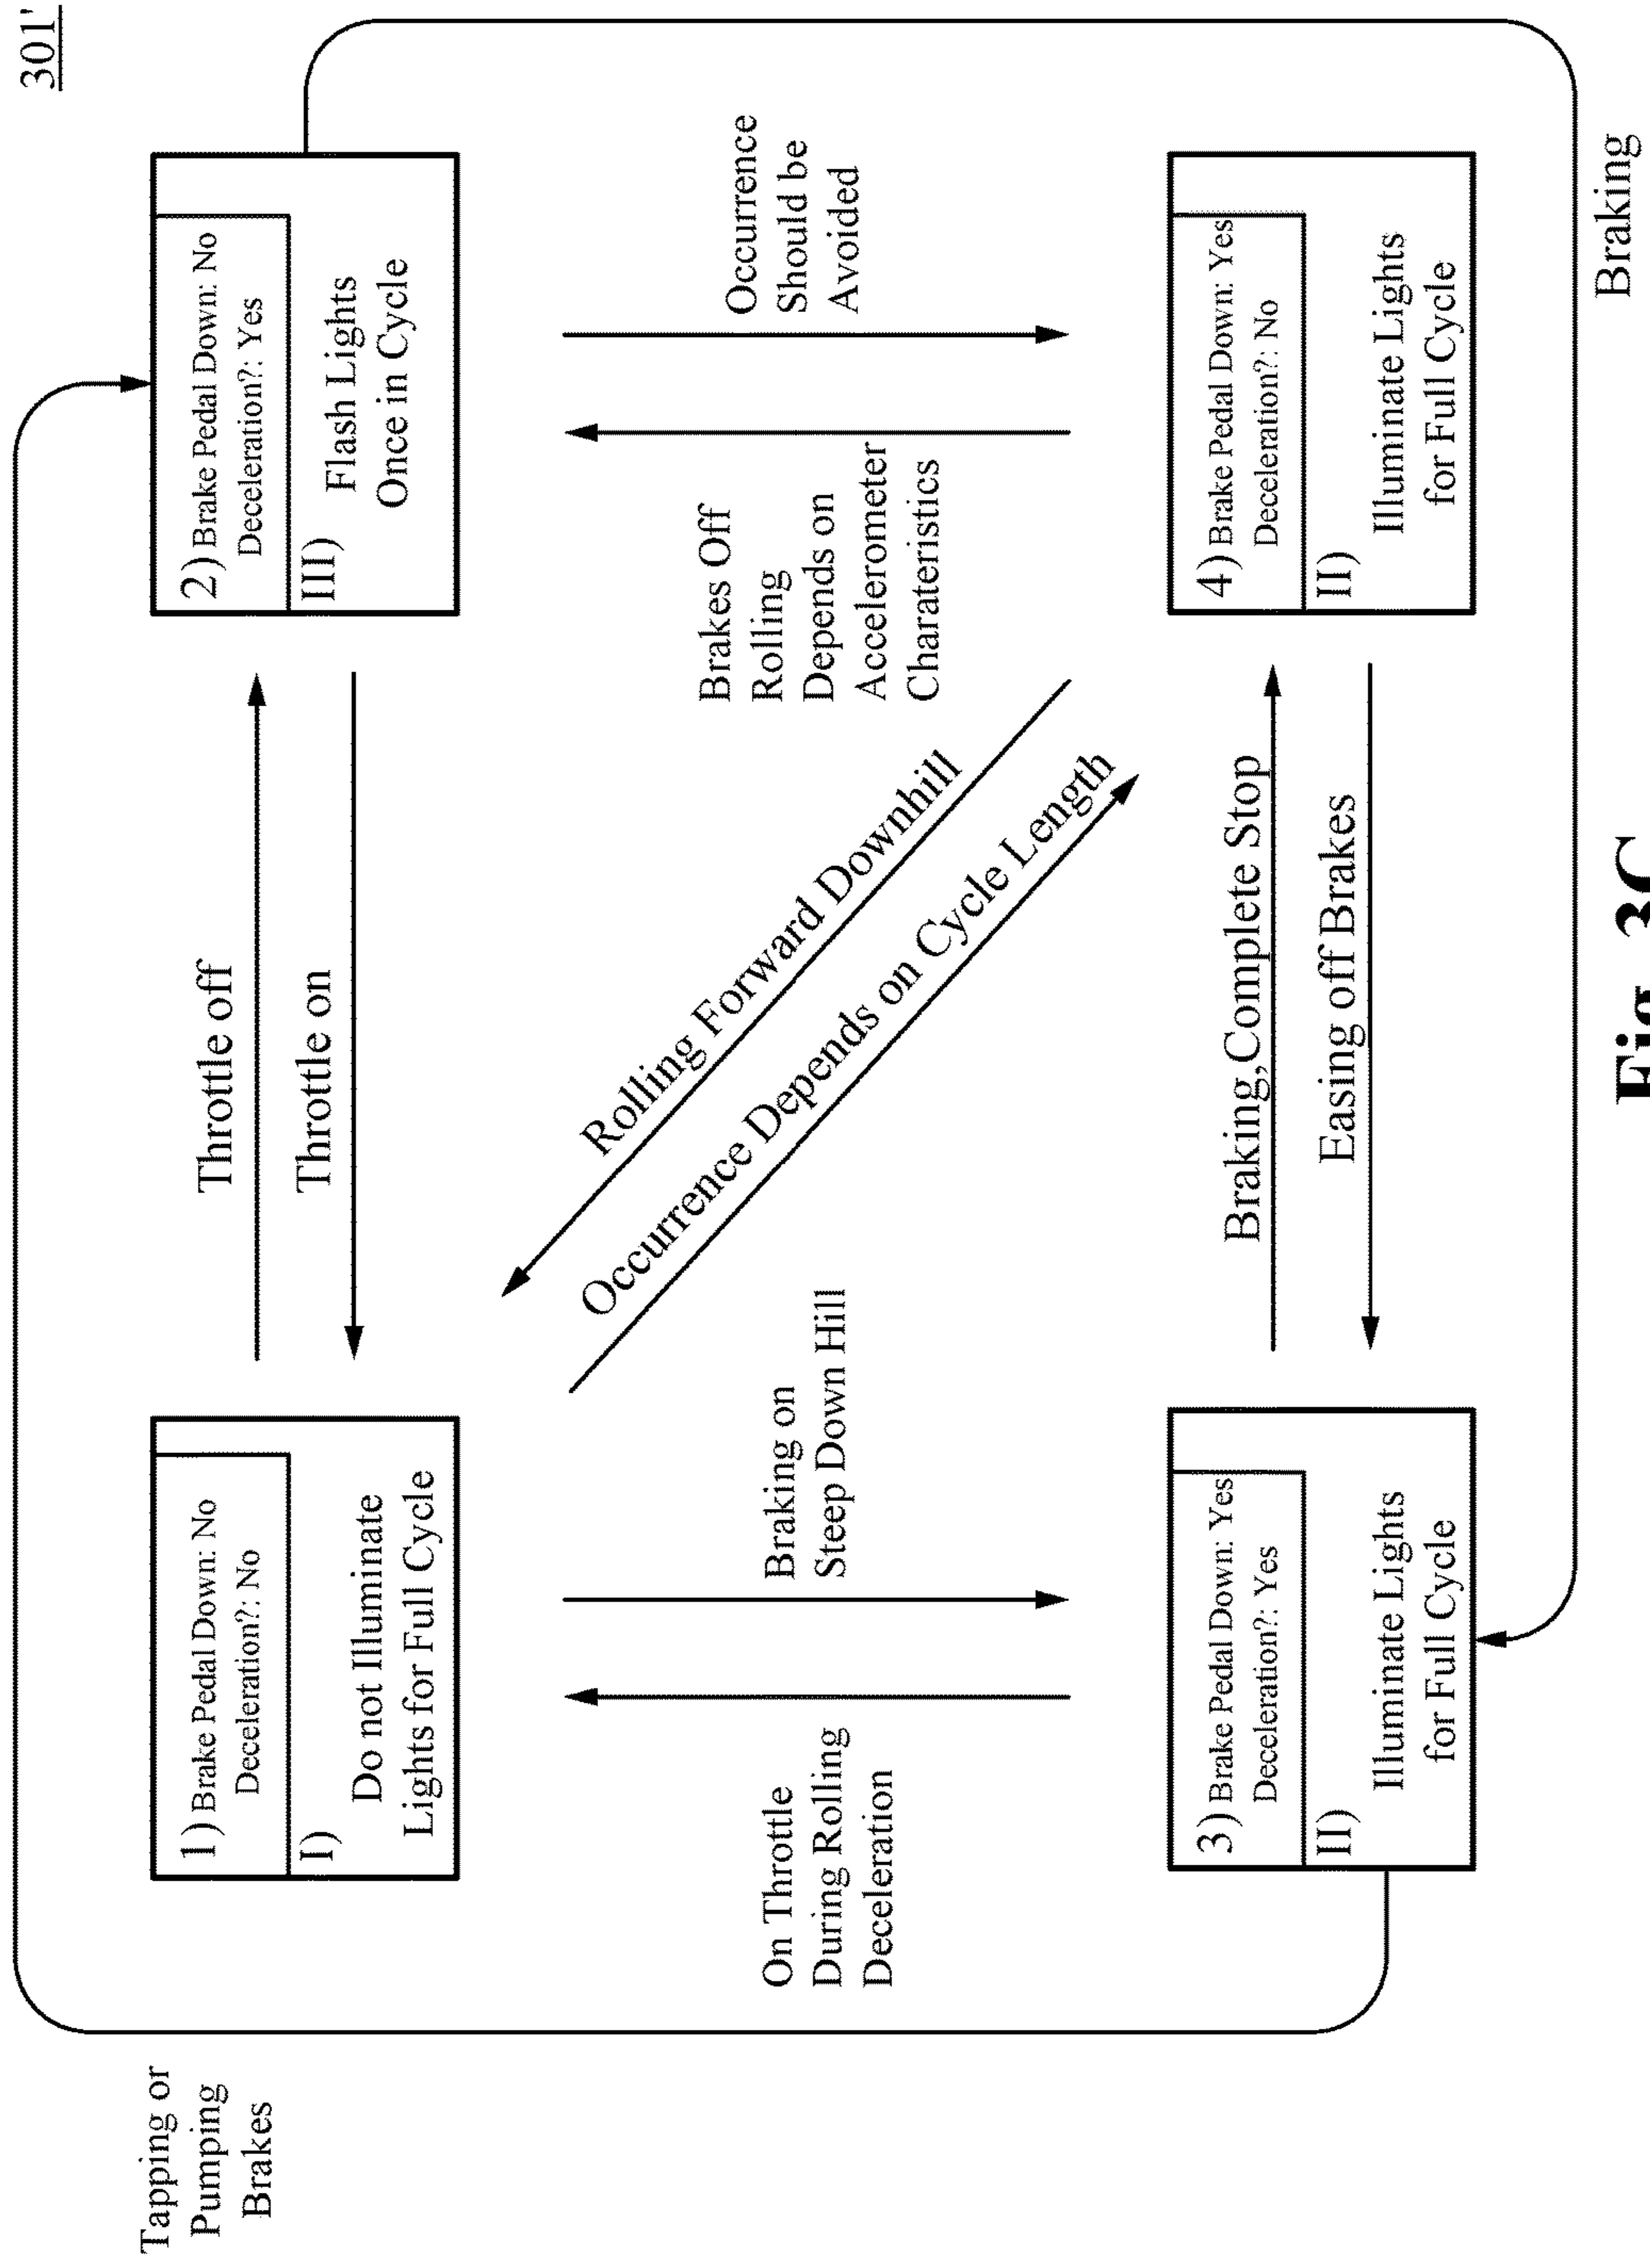 301'
Tapping or
Pumping
Brakes
1) Brake Pedal Down: No
Deceleration?: No
I)
Do not Illuminate
Lights for Full Cycle
Throttle off
Throttle on
2) Brake Pedal Down: No
Deceleration?: Yes
III)
Flash Lights
Once in Cycle
On Throttle
During Rolling
Deceleration
Braking on
Steep Down Hill
Rolling Forward Downhill
Occurrence Depends on Cycle Length
Brakes Off
Rolling
Depends on
Accelerometer
Charateristics
Occurrence
Should be
Avoided
3) Brake Pedal Down: Yes
Deceleration?: Yes
II)
Illuminate Lights
for Full Cycle
Braking,Complete Stop
Easing off Brakes
4) Brake Pedal Down: Yes
Deceleration?: No
II)
Illuminate Lights
for Full Cycle
Braking
Fig. 3C